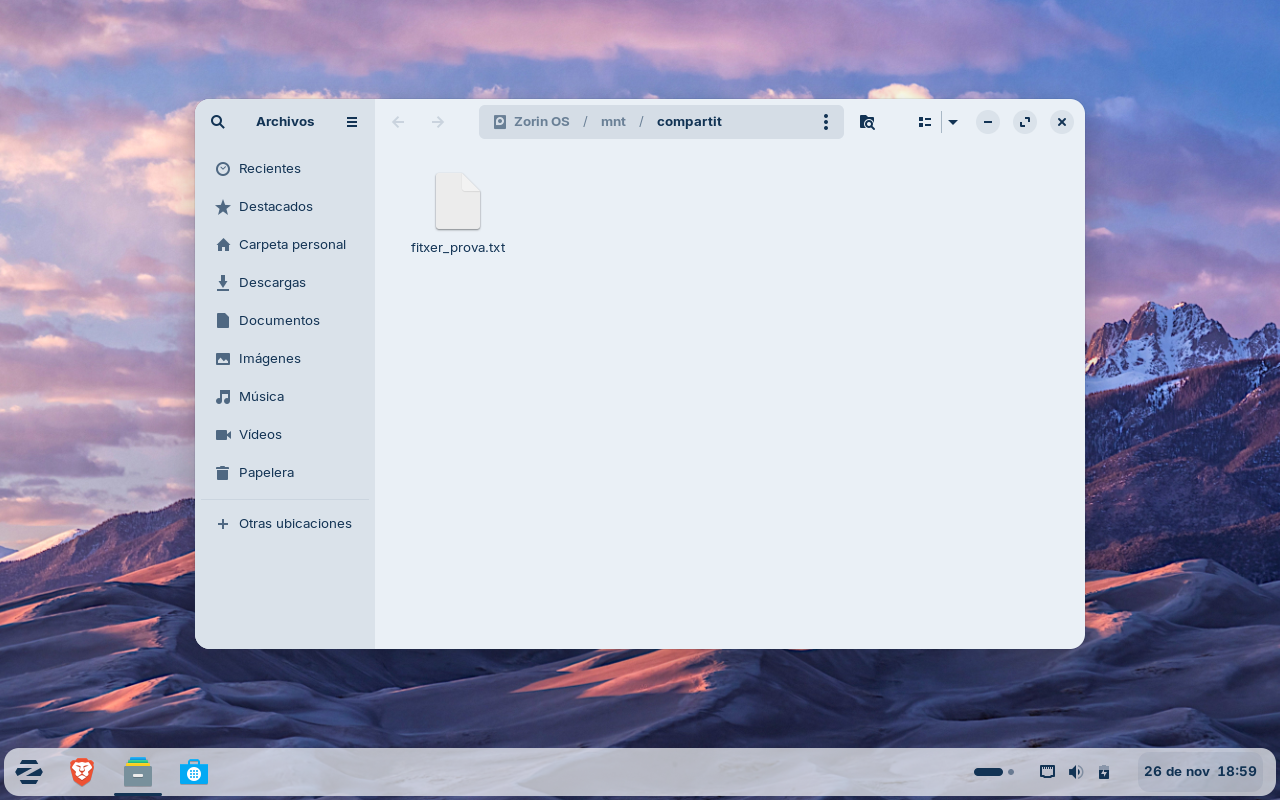 Archivos
Zorin OS / mnt / compartit
Recientes
Destacados
Carpeta personal
Descargas
Documentos
Imágenes
Música
Vídeos
Papelera
Otras ubicaciones
fitxer_prova.txt
26 de nov 18:59